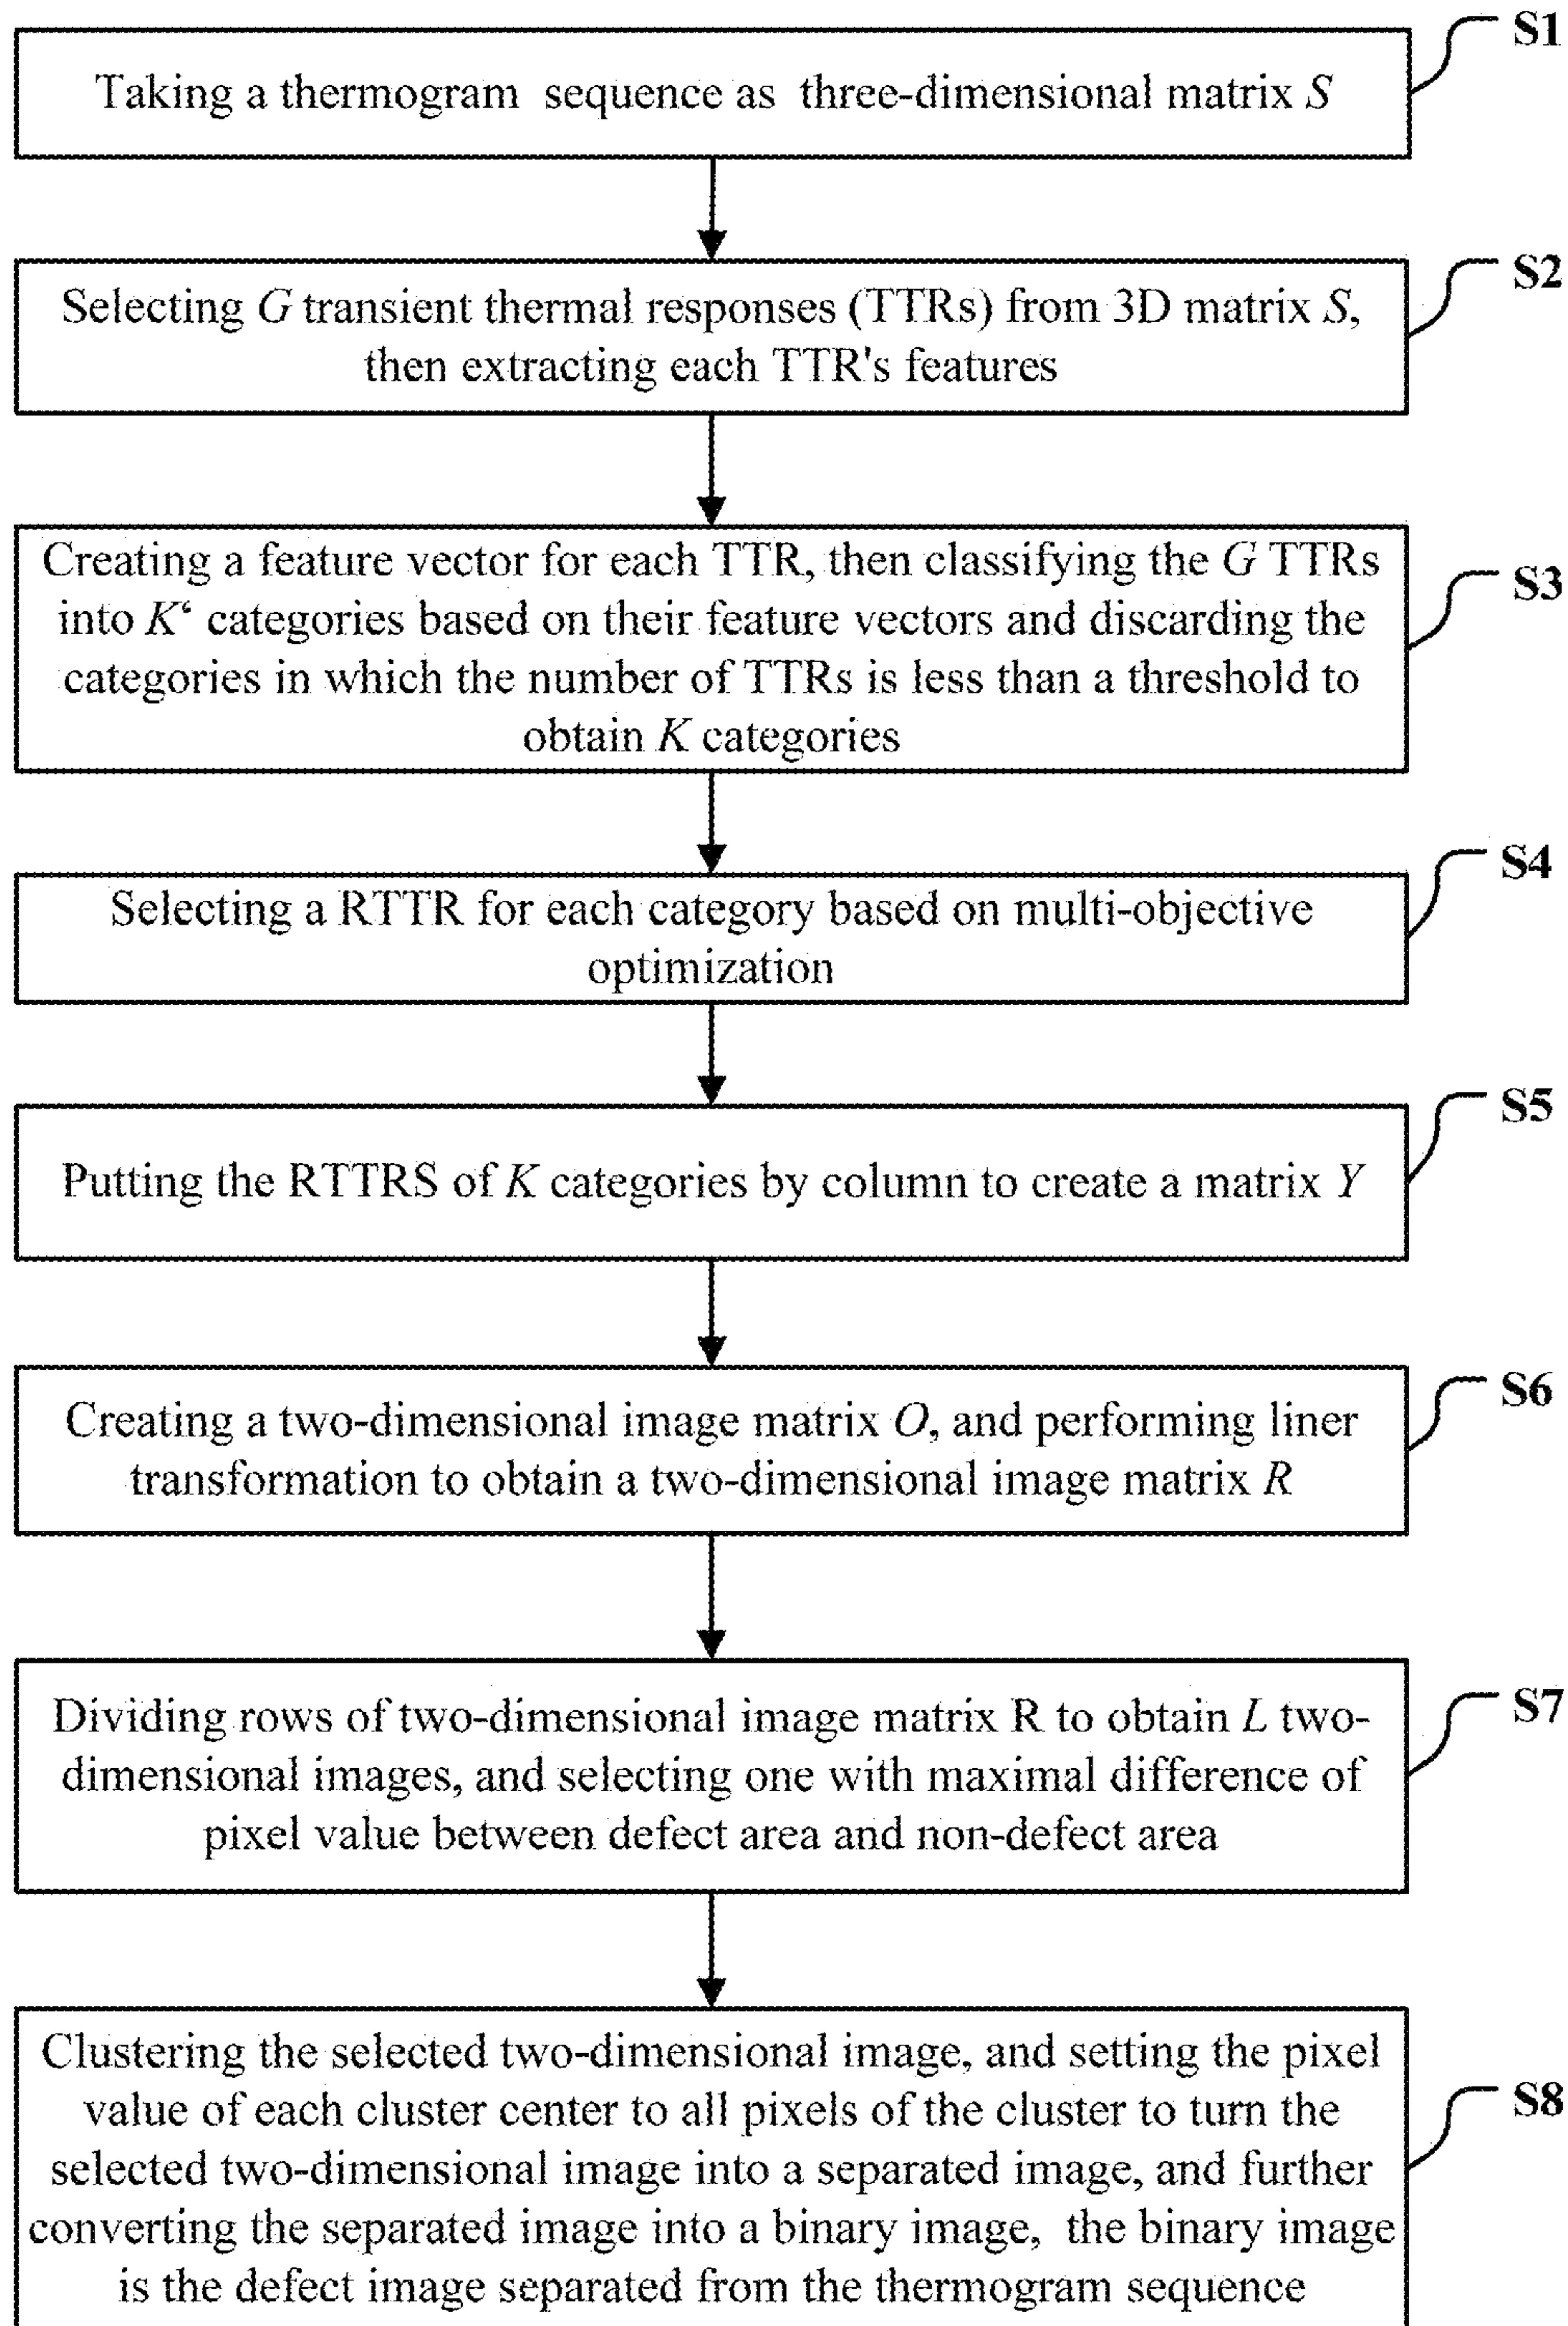 S1
Taking a thermogram sequence as three-dimensional matrix S
S2
Selecting G transient thermal responses (TTRs) from 3D matrix S,
then extracting each TTR's features
S3
Creating a feature vector for each TTR, then classifying the G TTRs
into K‘ categories based on their feature vectors and discarding the
categories in which the number of TTRs is less than a threshold to
obtain K categories
S4
Selecting a RTTR for each category based on multi-objective
optimization
S5
Putting the RTTRS of K categories by column to create a matrix Y
S6
Creating a two-dimensional image matrix O, and performing liner
transformation to obtain a two-dimensional image matrix R
S7
Dividing rows of two-dimensional image matrix R to obtain L two-
dimensional images, and selecting one with maximal difference of
pixel value between defect area and non-defect area
S8
Clustering the selected two-dimensional image, and setting the pixel
value of each cluster center to all pixels of the cluster to turn the
selected two-dimensional image into a separated image, and further
converting the separated image into a binary image, the binary image
is the defect image separated from the thermogram sequence